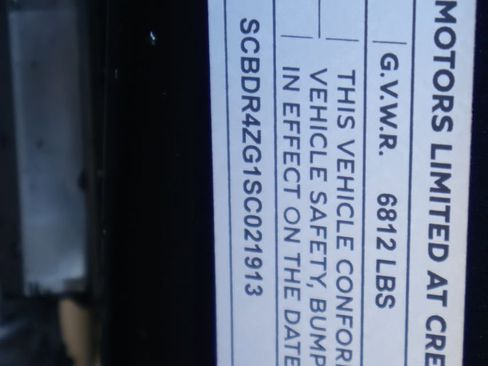 MOTORS LIMITED AT CRE
G.V.W.R. 6812 LBS
THIS VEHICLE CONFOR
VEHICLE SAFETY, BUMP
IN EFFECT ON THE DATE
SCBDR4ZG1SC021913